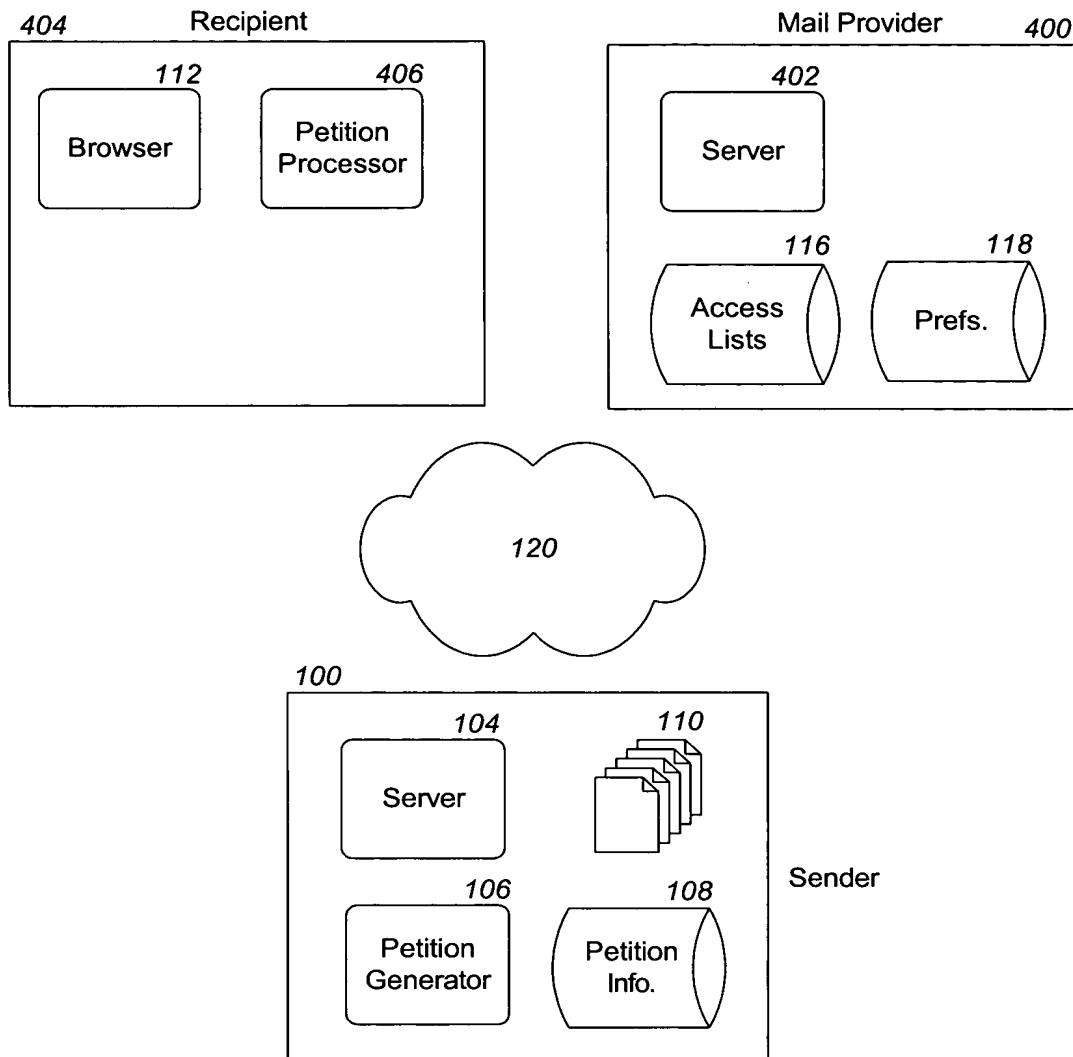 404 Recipient
112 406
Browser
Petition
Processor
Mail Provider 400
402
Server
116 118
Access
Lists
Prefs.
120
100
104 110
Server
Sender
106 108
Petition
Generator
Petition
Info.